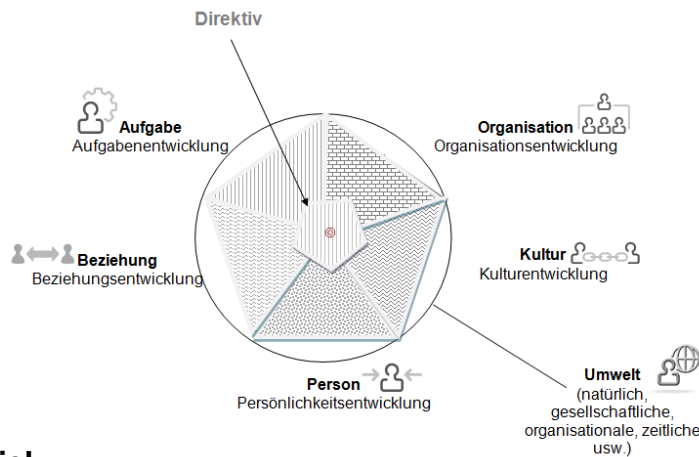 Direktiv
Aufgabe
Aufgabenentwicklung
Organisation
Organisationsentwicklung
Beziehung
Beziehungsentwicklung
Kultur
Kulturentwicklung
Person
Persönlichkeitsentwicklung
Umwelt
(natürlich,
gesellschaftliche,
organisationale, zeitliche
usw.)